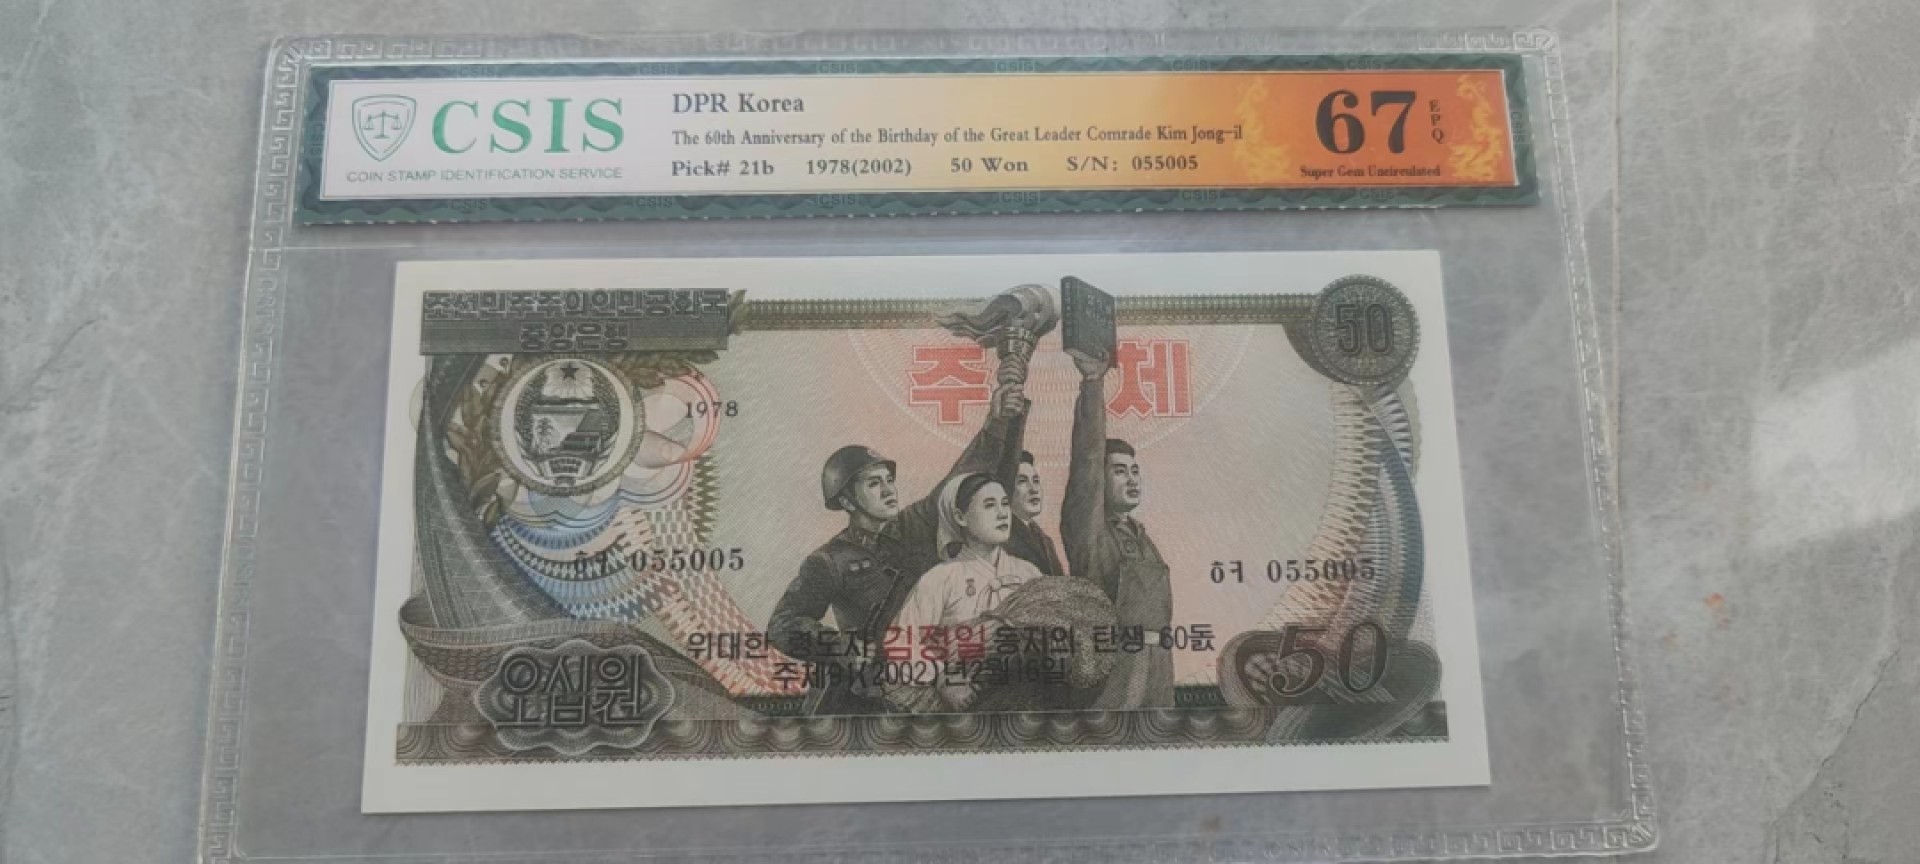 CSIS
COIN STAMP IDENTIFICATION SERVICE
DPR Korea
The 60th Anniversary of the Birthday of the Great Leader Comrade Kim Jong-il
Pick# 21b 1978(2002) 50 Won S/N: 055005
67 EPQ
Super Gem Uncirculated
조선민주주의인민공화국
중앙은행
50
주체
1978
ㅎㅋ 055005
ㅎㅋ 055005
위대한 령도자 김정일 동지의 탄생 60돐
주체91(2002)년2월16일
오십원
50